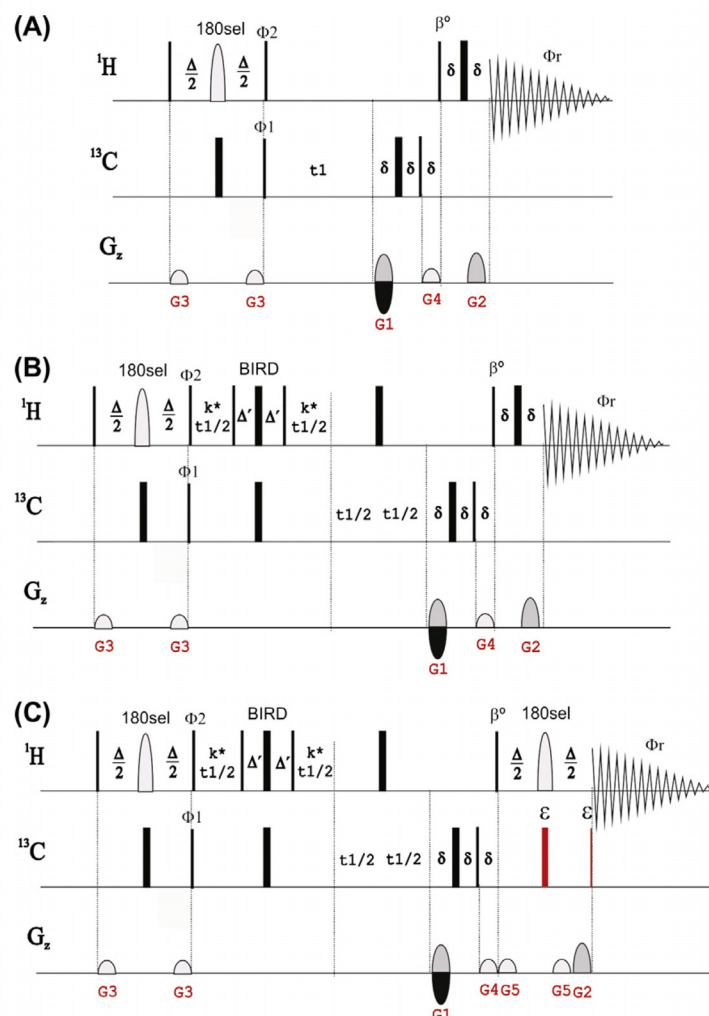 (A)
180sel Φ2 β°
¹H Δ/2 Δ/2 δ δ Φr
Φ1
¹³C t1 δ δ δ
Gz
G3 G3 G1 G4 G2
(B)
180sel Φ2 BIRD β°
¹H Δ/2 Δ/2 k* t1/2 Δ' Δ' k* t1/2 δ δ Φr
Φ1
¹³C t1/2 t1/2 δ δ δ
Gz
G3 G3 G1 G4 G2
(C)
180sel Φ2 BIRD β° 180sel
¹H Δ/2 Δ/2 k* t1/2 Δ' Δ' k* t1/2 Δ/2 Δ/2 Φr
Φ1 ε ε
¹³C t1/2 t1/2 δ δ δ
Gz
G3 G3 G1 G4 G5 G5 G2